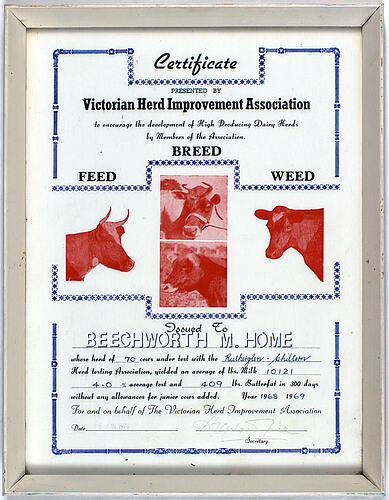 Certificate
PRESENTED BY
Victorian Herd Improvement Association
to encourage the development of High Producing Dairy Herds
by Members of the Association.
BREED
FEED
WEED
Issued To
BEECHWORTH M. HOME
whose herd of 70 cows under test with the Rutherglen - Chiltern
Herd testing Association, yielded an average of lbs. Milk 10121
4.0 % average test and 409 lbs. Butterfat in 300 days
without any allowances for junior cows added. Year 1968 1969
For and on behalf of The Victorian Herd Improvement Association
Date
Secretary.